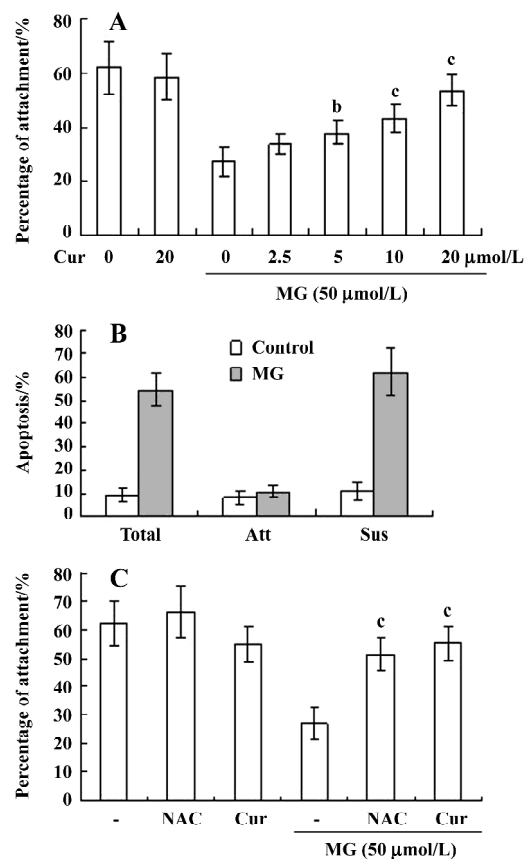 A
Percentage of attachment/%
80
60
40
20
0
b
c
c
Cur 0 20 0 2.5 5 10 20 μmol/L
MG (50 μmol/L)
B
Apoptosis/%
80
70
60
50
40
30
20
10
0
Control
MG
Total Att Sus
C
Percentage of attachment/%
80
70
60
50
40
30
20
10
0
c
c
- NAC Cur - NAC Cur
MG (50 μmol/L)